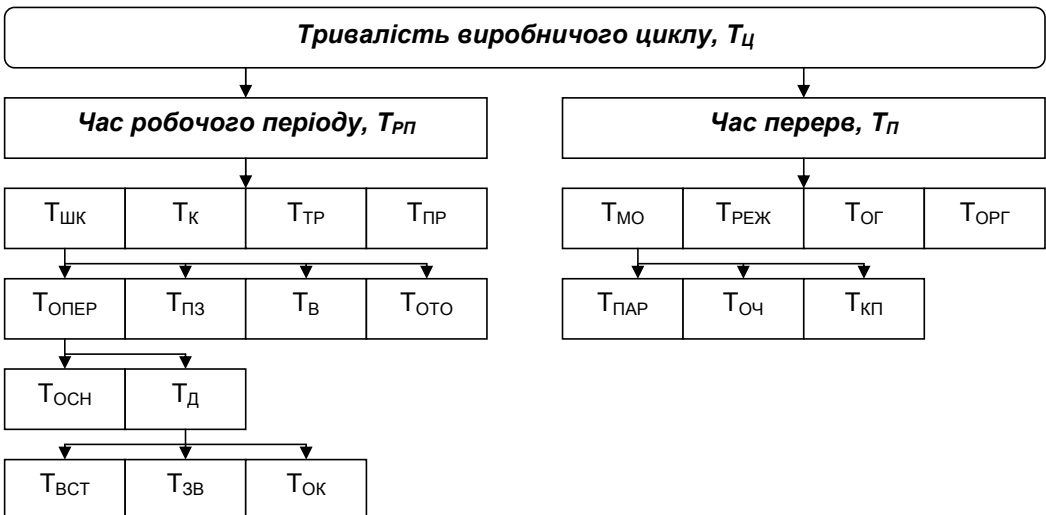 Тривалість виробничого циклу, ТЦ
Час робочого періоду, ТРП
Час перерв, ТП
ТШК ТК ТТР ТПР
ТМО ТРЕЖ ТОГ ТОРГ
ТОПЕР ТПЗ ТВ ТОТО
ТПАР ТОЧ ТКП
ТОСН ТД
ТВСТ ТЗВ ТОК